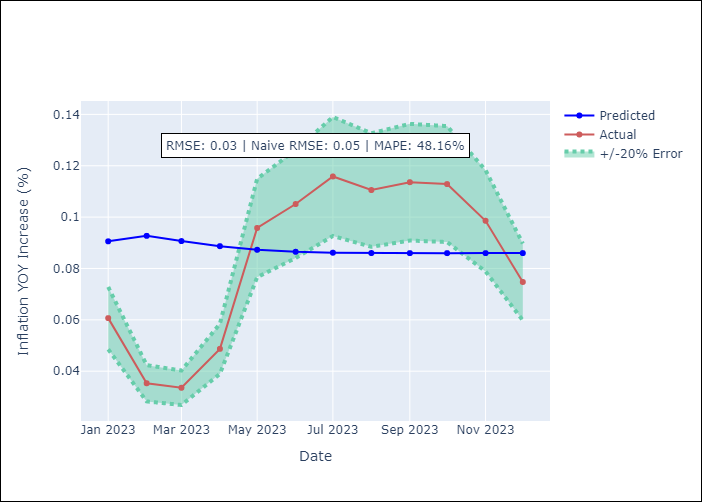 RMSE: 0.03 | Naive RMSE: 0.05 | MAPE: 48.16%
Predicted
Actual
+/-20% Error
Inflation YOY Increase (%)
0.14
0.12
0.1
0.08
0.06
0.04
Jan 2023 Mar 2023 May 2023 Jul 2023 Sep 2023 Nov 2023
Date